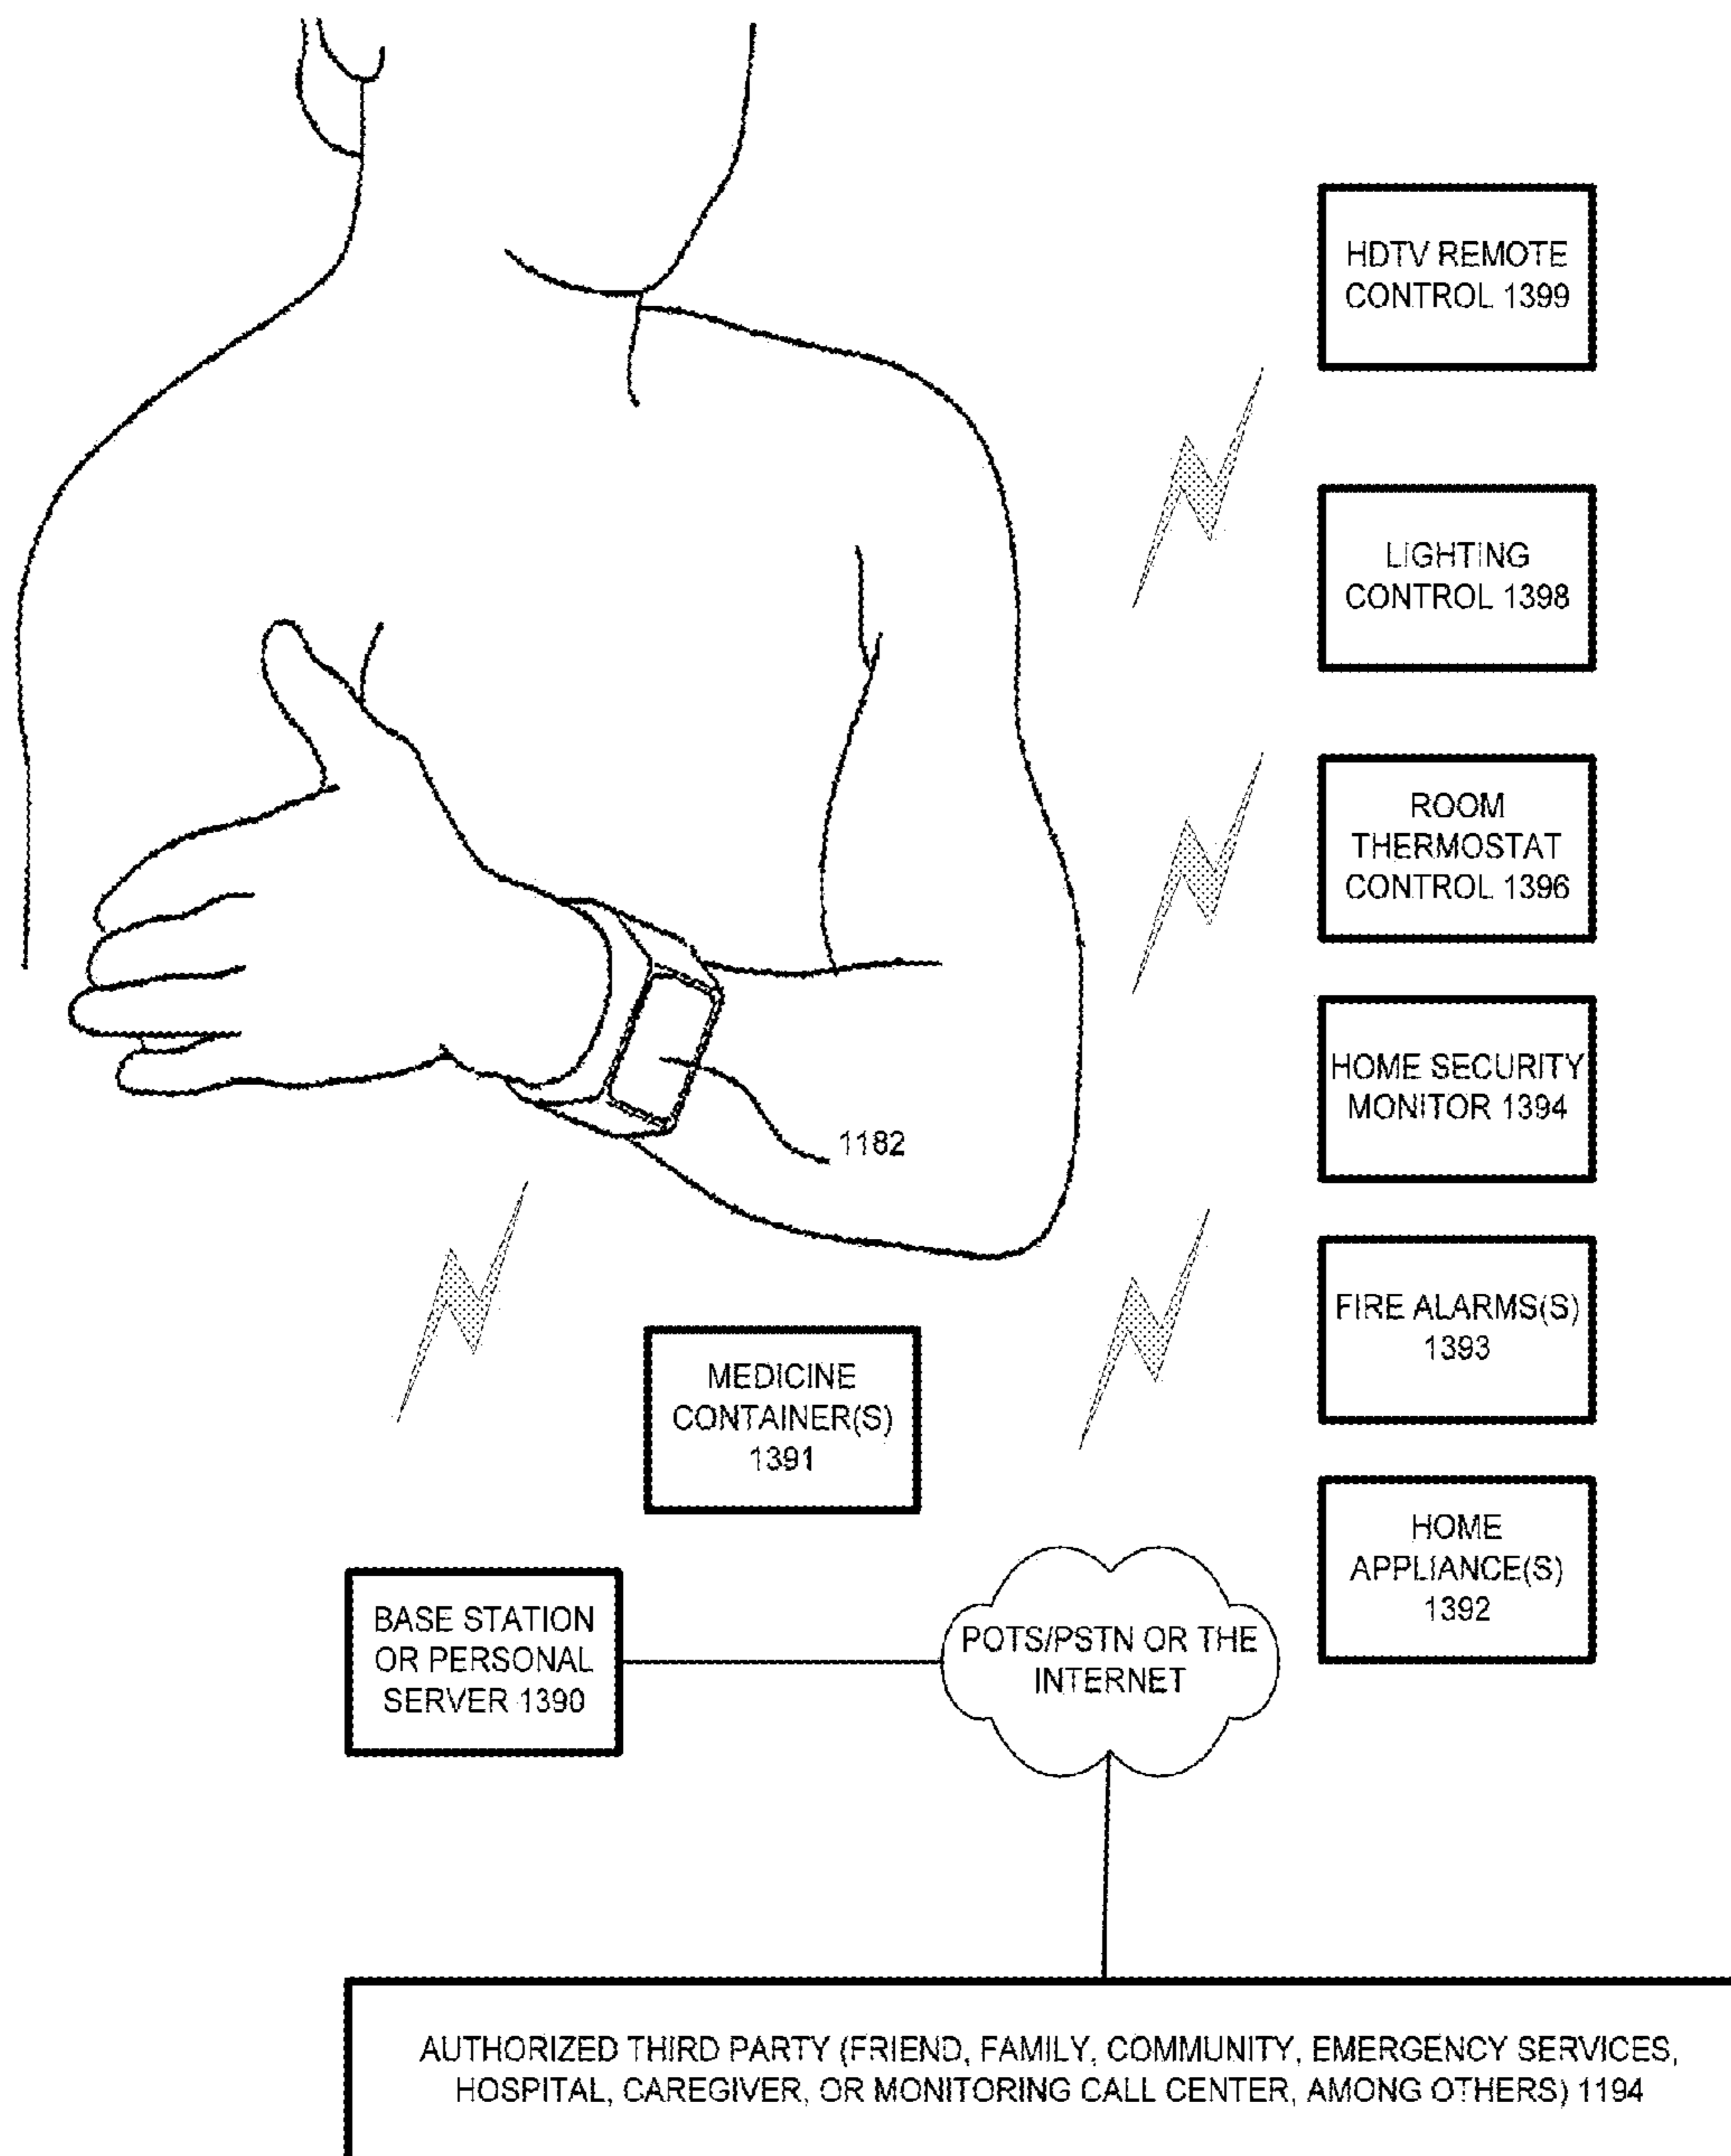 HDTV REMOTE
CONTROL 1399
LIGHTING
CONTROL 1398
ROOM
THERMOSTAT
CONTROL 1396
HOME SECURITY
MONITOR 1394
1182
FIRE ALARMS(S)
1393
MEDICINE
CONTAINER(S)
1391
HOME
APPLIANCE(S)
1392
BASE STATION
OR PERSONAL
SERVER 1390
POTS/PSTN OR THE
INTERNET
AUTHORIZED THIRD PARTY (FRIEND, FAMILY, COMMUNITY, EMERGENCY SERVICES,
HOSPITAL, CAREGIVER, OR MONITORING CALL CENTER, AMONG OTHERS) 1194